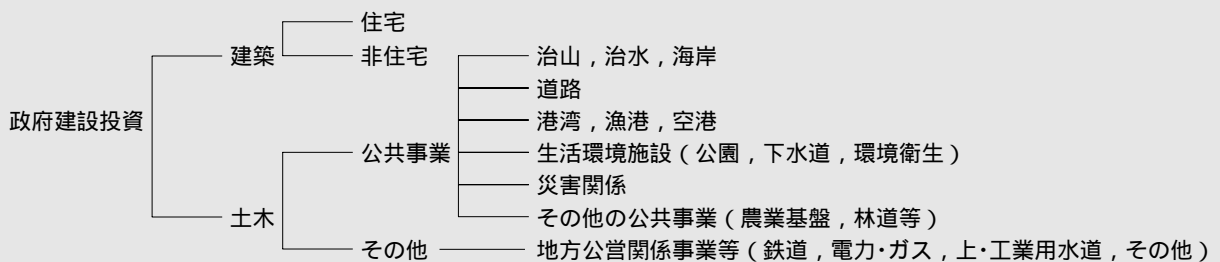 住宅
建築
非住宅
治山，治水，海岸
道路
政府建設投資
港湾，漁港，空港
公共事業
生活環境施設（公園，下水道，環境衛生）
災害関係
土木
その他の公共事業（農業基盤，林道等）
その他
地方公営関係事業等（鉄道，電力・ガス，上・工業用水道，その他）